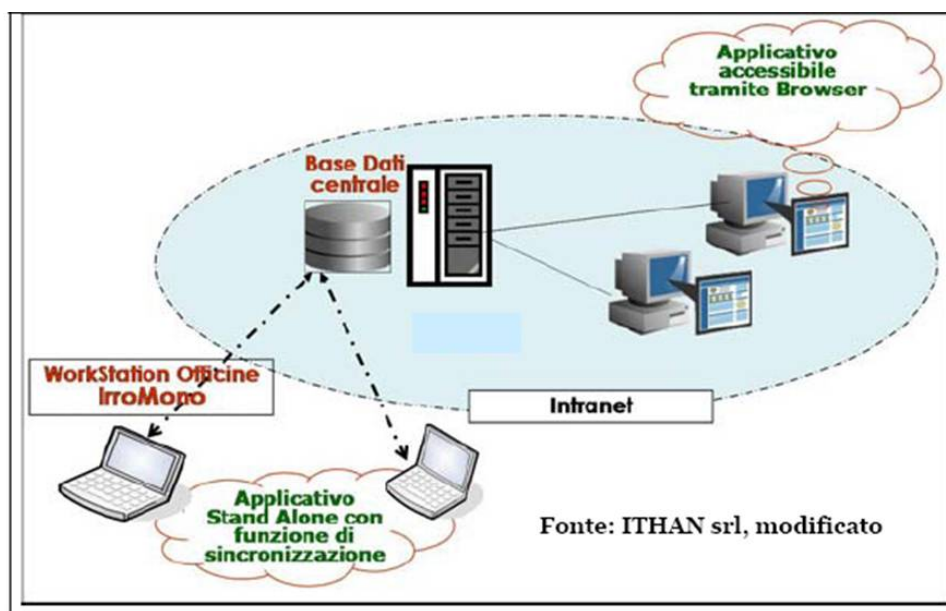 Applicativo
accessibile
tramite Browser
Base Dati
centrale
WorkStation Officine
IrroMono
Intranet
Applicativo
Stand Alone con
funzione di
sincronizzazione
Fonte: ITHAN srl, modificato